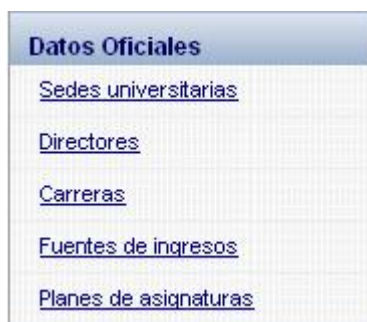 Datos Oficiales
Sedes universitarias
Directores
Carreras
Fuentes de ingresos
Planes de asignaturas